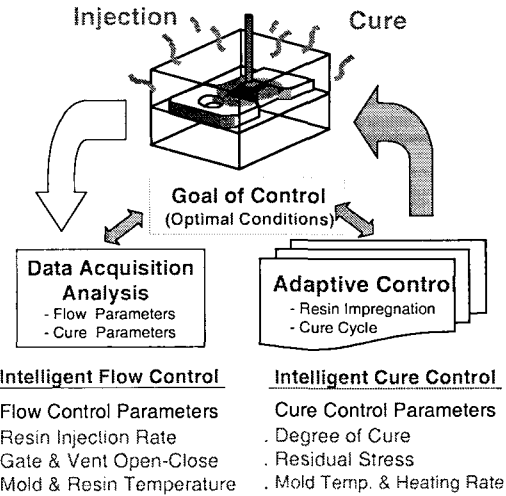 Injection
Cure
Goal of Control
(Optimal Conditions)
Data Acquisition
Analysis
- Flow Parameters
- Cure Parameters
Adaptive Control
- Resin Impregnation
- Cure Cycle
Intelligent Flow Control
Flow Control Parameters
Resin Injection Rate
Gate & Vent Open-Close
Mold & Resin Temperature
Intelligent Cure Control
Cure Control Parameters
. Degree of Cure
. Residual Stress
. Mold Temp. & Heating Rate